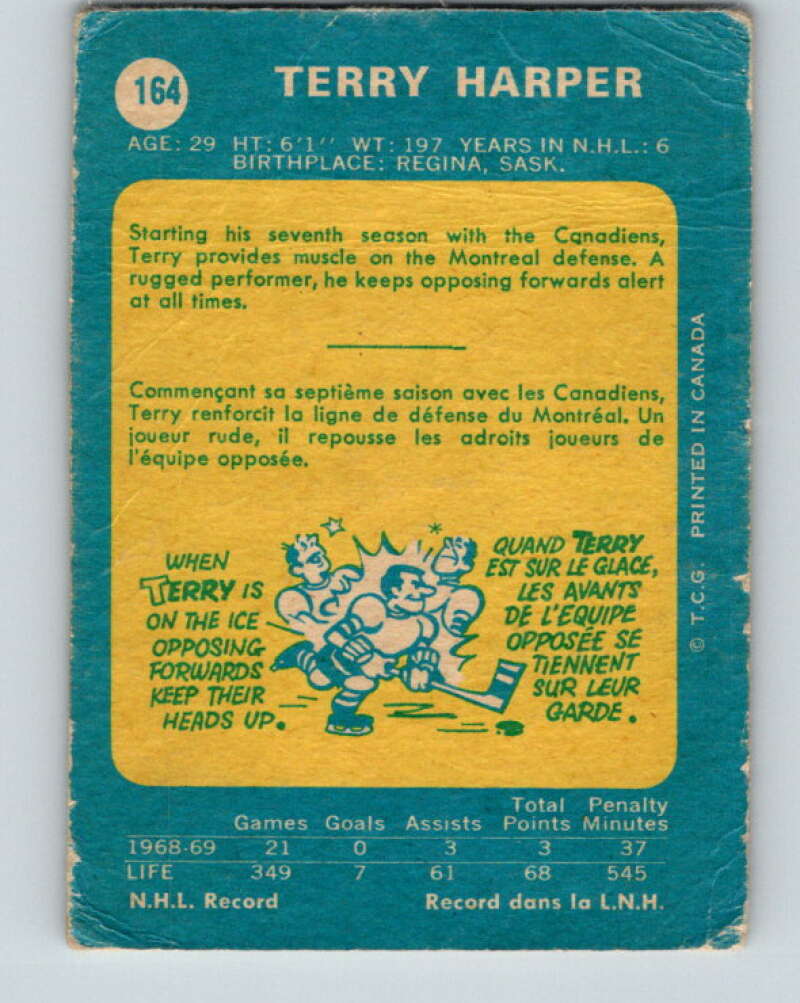 164
TERRY HARPER
AGE: 29 HT: 6'1'' WT: 197 YEARS IN N.H.L.: 6
BIRTHPLACE: REGINA, SASK.
Starting his seventh season with the Canadiens,
Terry provides muscle on the Montreal defense. A
rugged performer, he keeps opposing forwards alert
at all times.
Commençant sa septième saison avec les Canadiens,
Terry renforcit la ligne de défense du Montréal. Un
joueur rude, il repousse les adroits joueurs de
l'équipe opposée.
WHEN
TERRY IS
ON THE ICE
OPPOSING
FORWARDS
KEEP THEIR
HEADS UP.
QUAND TERRY
EST SUR LE GLACE,
LES AVANTS
DE L'EQUIPE
OPPOSÉE SE
TIENNENT
SUR LEUR
GARDE.
© T.C.G. PRINTED IN CANADA
Total Penalty
Games Goals Assists Points Minutes
1968-69 21 0 3 3 37
LIFE 349 7 61 68 545
N.H.L. Record Record dans la L.N.H.